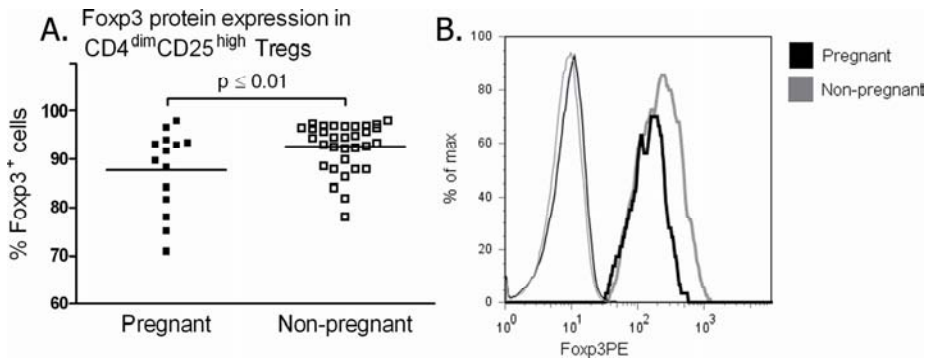 A.
Foxp3 protein expression in
CD4dimCD25high Tregs
p ≤ 0.01
% Foxp3+ cells
100
90
80
70
60
Pregnant Non-pregnant
B.
% of max
100
80
60
40
20
0
10^0 10^1 10^2 10^3
Foxp3PE
Pregnant
Non-pregnant